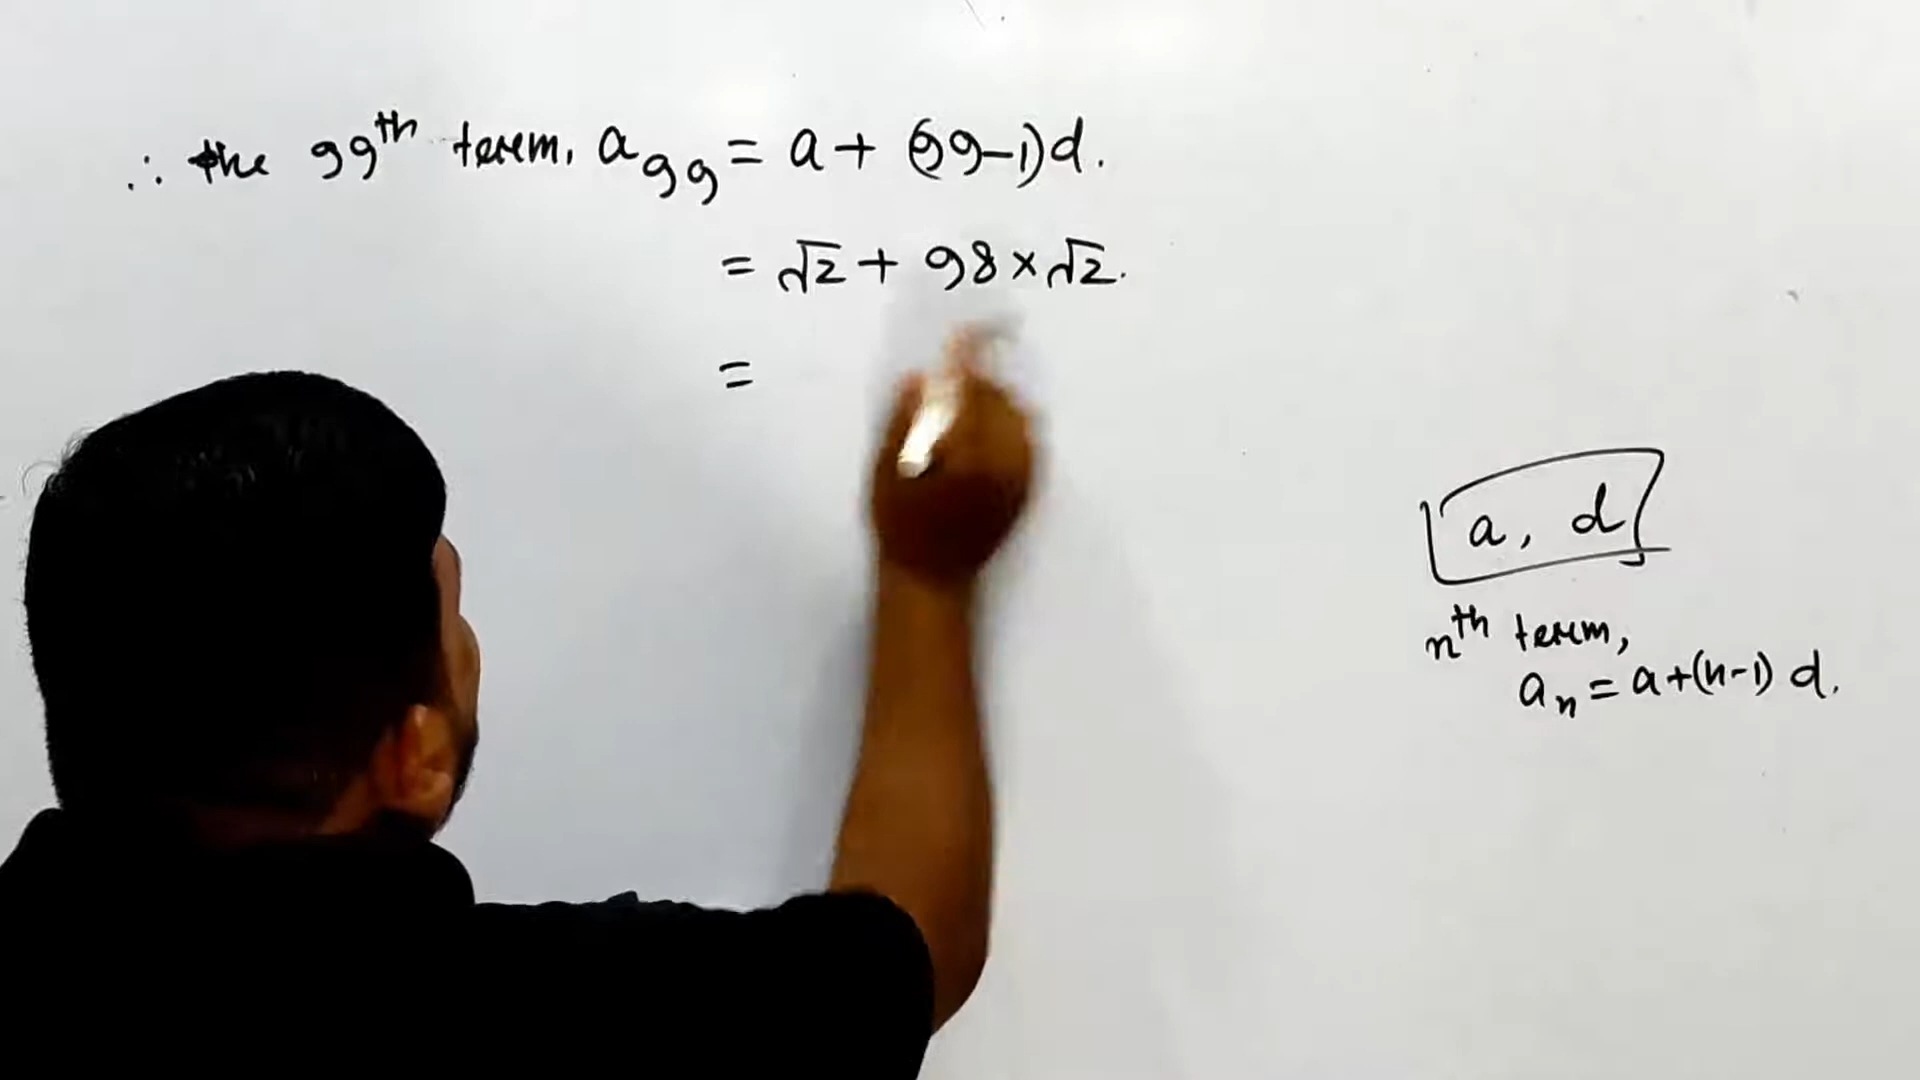 ∴ the 99th term, a99 = a + (99-1)d.
= √2 + 98 × √2.
=
a, d
nth term,
an = a+(n-1) d.